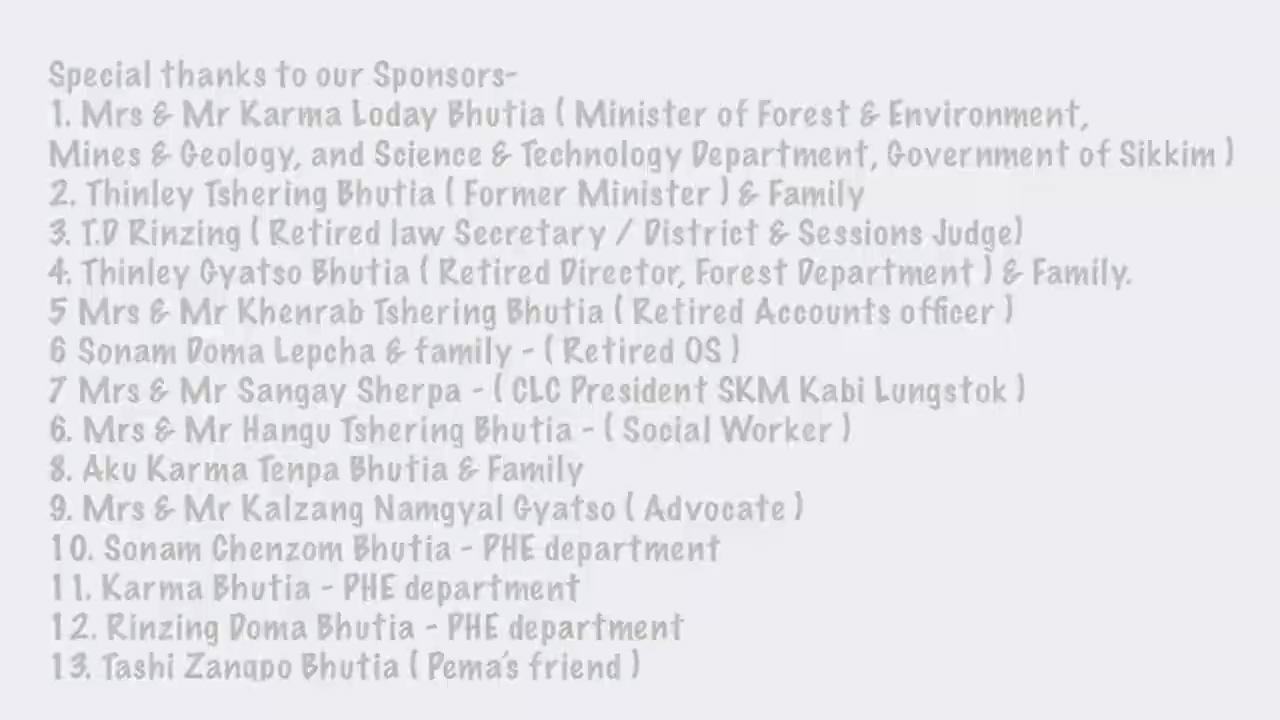 Special thanks to our Sponsors-
1. Mrs & Mr Karma Loday Bhutia ( Minister of Forest & Environment,
Mines & Geology, and Science & Technology Department, Government of Sikkim )
2. Thinley Tshering Bhutia ( Former Minister ) & Family
3. T.D Rinzing ( Retired law Secretary / District & Sessions Judge)
4. Thinley Gyatso Bhutia ( Retired Director, Forest Department ) & Family.
5 Mrs & Mr Khenrab Tshering Bhutia ( Retired Accounts officer )
6 Sonam Doma Lepcha & family - ( Retired OS )
7 Mrs & Mr Sangay Sherpa - ( CLC President SKM Kabi Lungstok )
6. Mrs & Mr Hangu Tshering Bhutia - ( Social Worker )
8. Aku Karma Tenpa Bhutia & Family
9. Mrs & Mr Kalzang Namgyal Gyatso ( Advocate )
10. Sonam Chenzom Bhutia - PHE department
11. Karma Bhutia - PHE department
12. Rinzing Doma Bhutia - PHE department
13. Tashi Zangpo Bhutia ( Pema's friend )